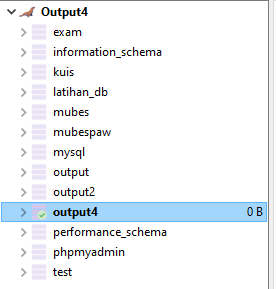 Output4
exam
information_schema
kuis
latihan_db
mubes
mubespaw
mysql
output
output2
output4 0 B
performance_schema
phpmyadmin
test